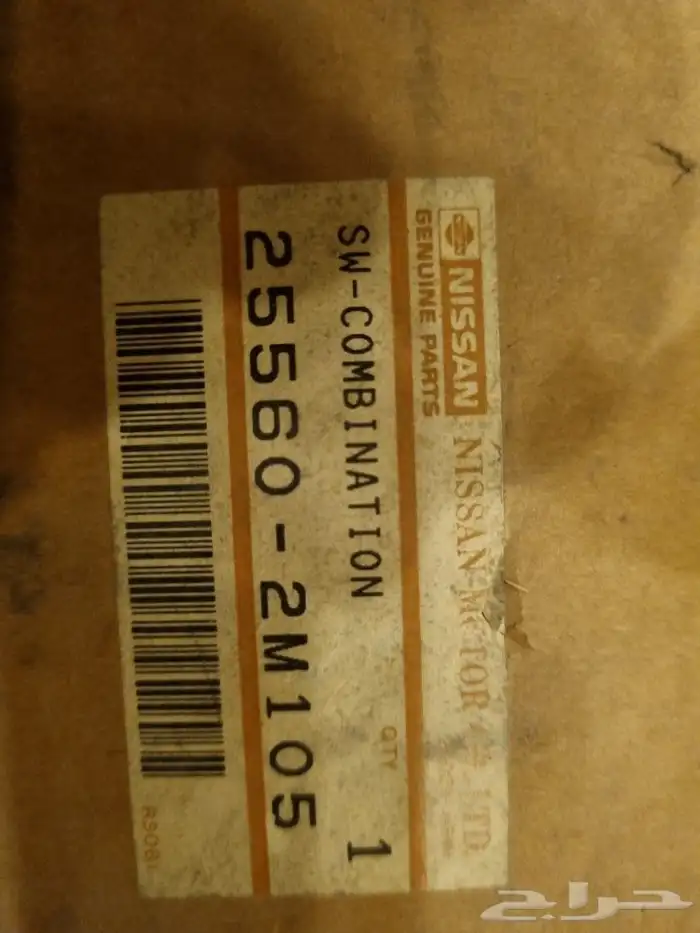 NISSAN
GENUINE PARTS
NISSAN MOTOR LTD.
SW-COMBINATION
QTY 1
25560-2M105
حراج